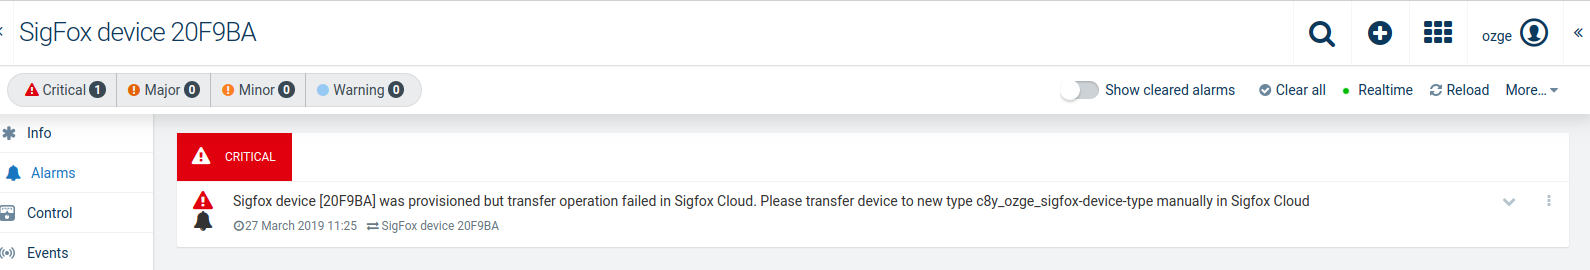 SigFox device 20F9BA
ozge
Critical 1 Major 0 Minor 0 Warning 0
Show cleared alarms Clear all Realtime Reload More...
Info
Alarms
Control
Events
CRITICAL
Sigfox device [20F9BA] was provisioned but transfer operation failed in Sigfox Cloud. Please transfer device to new type c8y_ozge_sigfox-device-type manually in Sigfox Cloud
27 March 2019 11:25 SigFox device 20F9BA